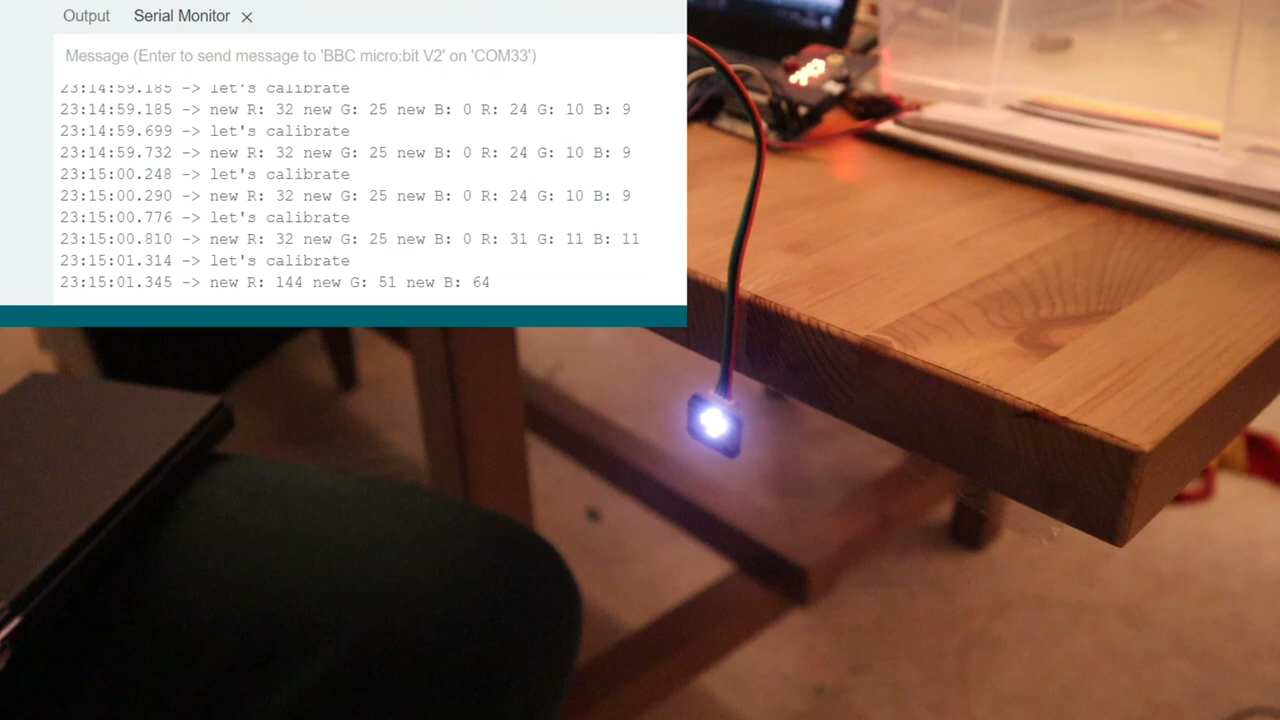 Output Serial Monitor ×
Message (Enter to send message to 'BBC micro:bit V2' on 'COM33')
23:14:59.185 -> let's calibrate
23:14:59.185 -> new R: 32 new G: 25 new B: 0 R: 24 G: 10 B: 9
23:14:59.699 -> let's calibrate
23:14:59.732 -> new R: 32 new G: 25 new B: 0 R: 24 G: 10 B: 9
23:15:00.248 -> let's calibrate
23:15:00.290 -> new R: 32 new G: 25 new B: 0 R: 24 G: 10 B: 9
23:15:00.776 -> let's calibrate
23:15:00.810 -> new R: 32 new G: 25 new B: 0 R: 31 G: 11 B: 11
23:15:01.314 -> let's calibrate
23:15:01.345 -> new R: 144 new G: 51 new B: 64